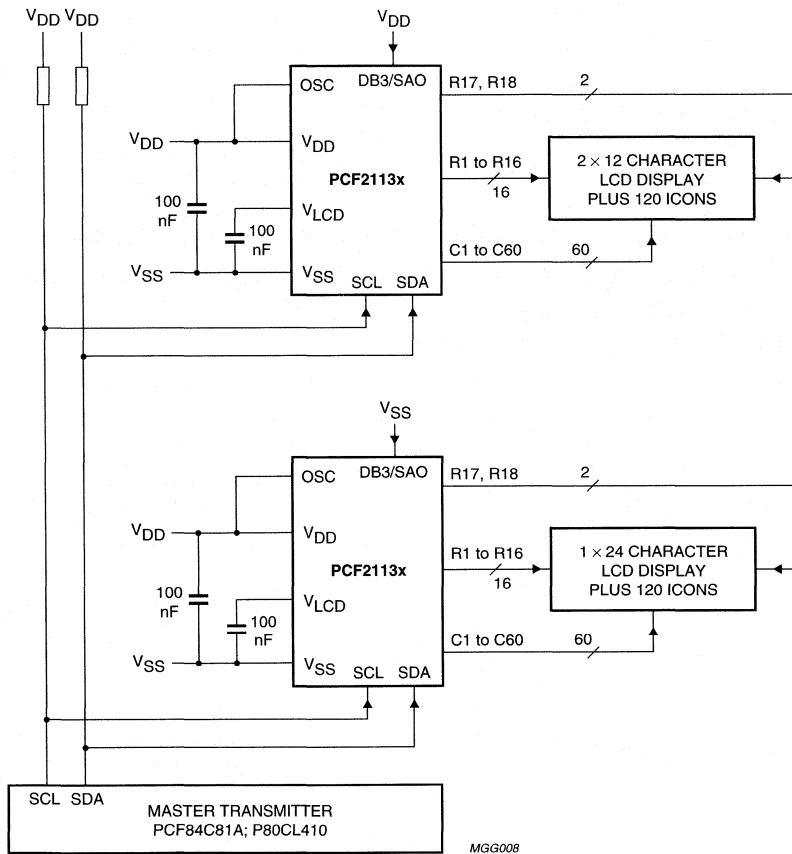 VDD VDD
VDD
OSC
DB3/SAO
R17, R18
2
VDD
VDD
PCF2113x
R1 to R16
16
2 × 12 CHARACTER
LCD DISPLAY
PLUS 120 ICONS
100
nF
100
nF
VLCD
C1 to C60
60
VSS
VSS
SCL
SDA
VSS
OSC
DB3/SAO
R17, R18
2
VDD
VDD
PCF2113x
R1 to R16
16
1 × 24 CHARACTER
LCD DISPLAY
PLUS 120 ICONS
100
nF
100
nF
VLCD
C1 to C60
60
VSS
VSS
SCL
SDA
SCL SDA
MASTER TRANSMITTER
PCF84C81A; P80CL410
MGG008